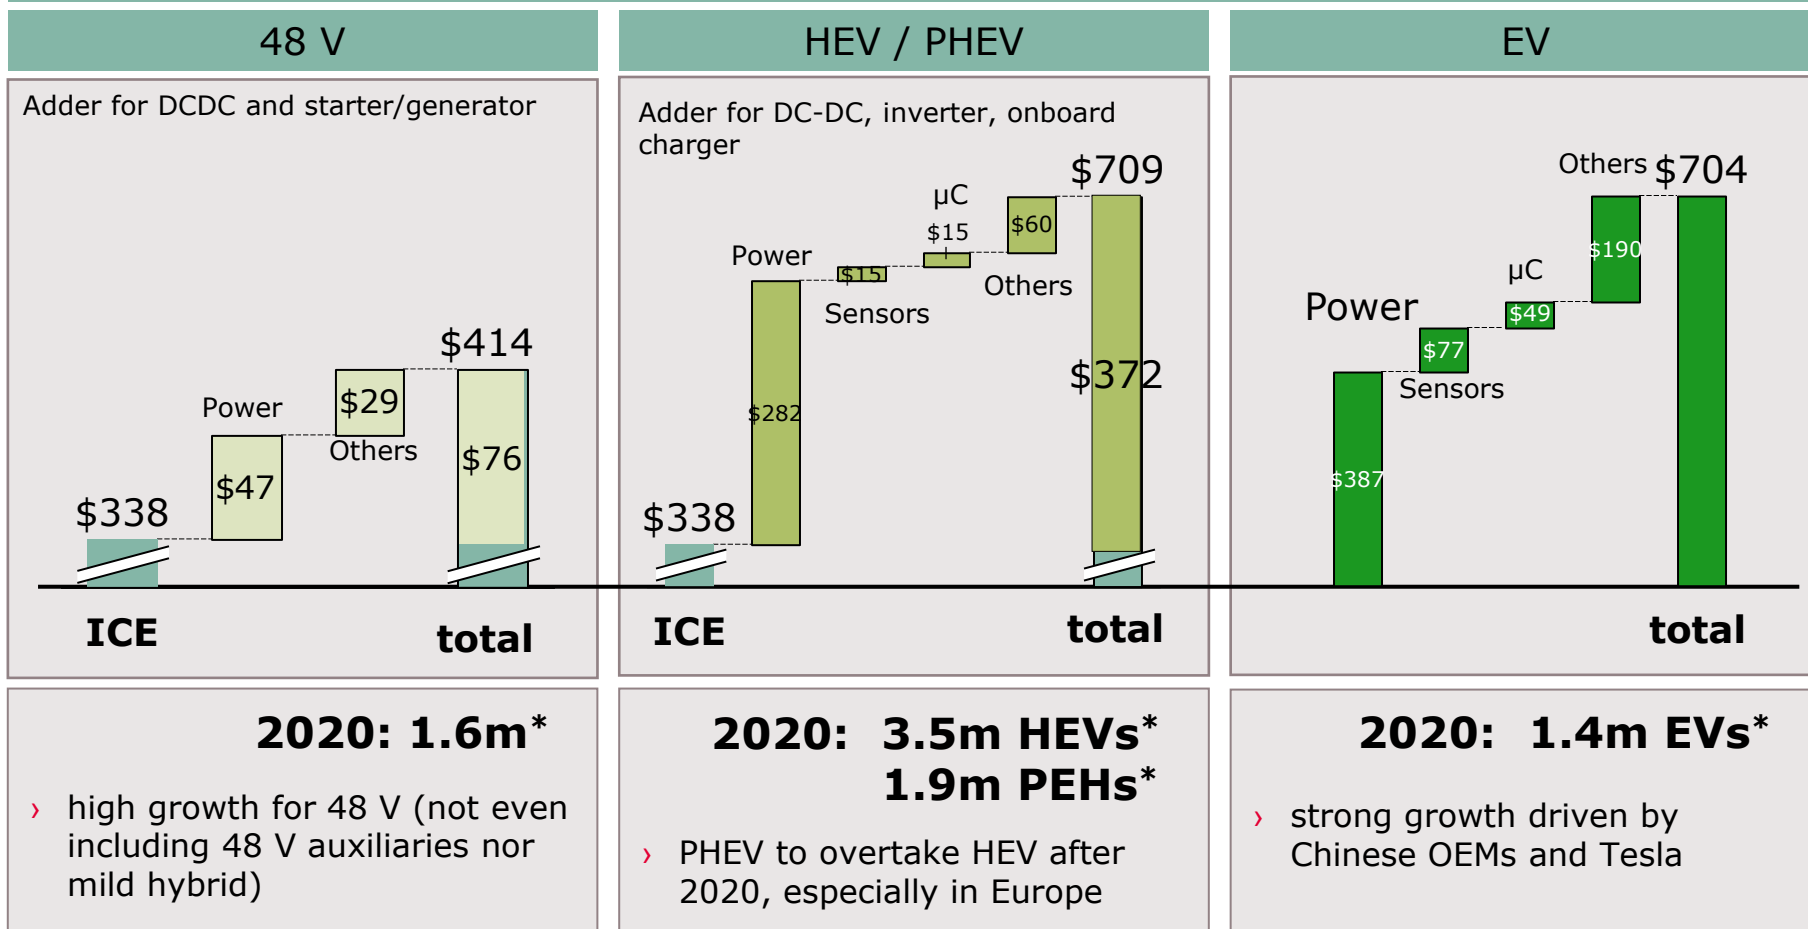 48 V
Adder for DCDC and starter/generator
$414
Power
$29
Others
$76
$47
$338
ICE
total
2020: 1.6m*
› high growth for 48 V (not even
including 48 V auxiliaries nor
mild hybrid)
HEV / PHEV
Adder for DC-DC, inverter, onboard
charger
$709
µC
$15
$60
Power
$15
Others
Sensors
$372
$282
$338
ICE
total
2020: 3.5m HEVs*
1.9m PEHs*
› PHEV to overtake HEV after
2020, especially in Europe
EV
Others
$704
$190
µC
Power
$49
$77
Sensors
$387
total
2020: 1.4m EVs*
› strong growth driven by
Chinese OEMs and Tesla